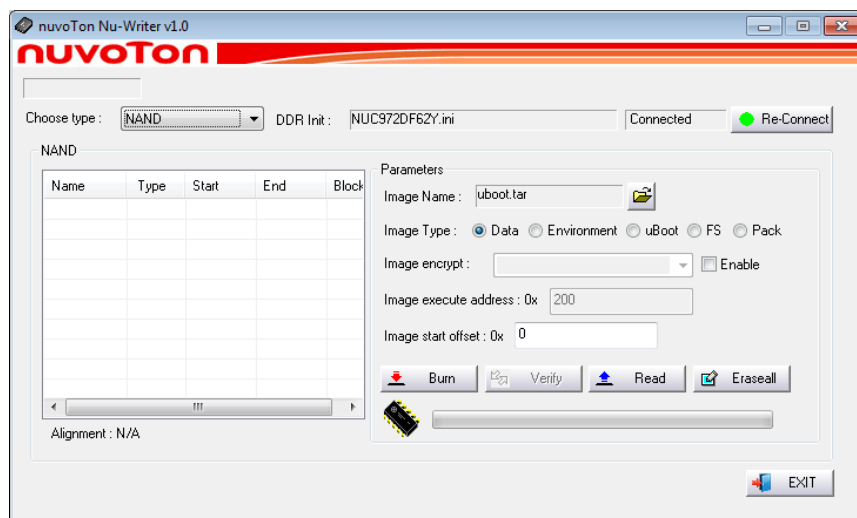 nuvoTon Nu-Writer v1.0
nuvoTon
Choose type : NAND DDR Init : NUC972DF62Y.ini Connected Re-Connect
NAND
Name Type Start End Block
Parameters
Image Name : uboot.tar
Image Type : Data Environment uBoot FS Pack
Image encrypt : Enable
Image execute address : 0x 200
Image start offset : 0x 0
Burn Verify Read Eraseall
Alignment : N/A
EXIT